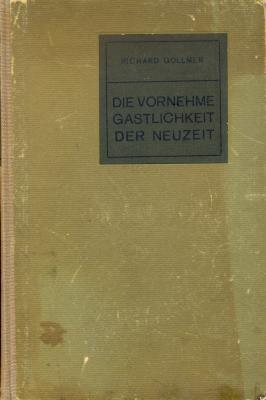 RICHARD GOLLMER
DIE VORNEHME
GASTLICHKEIT
DER NEUZEIT